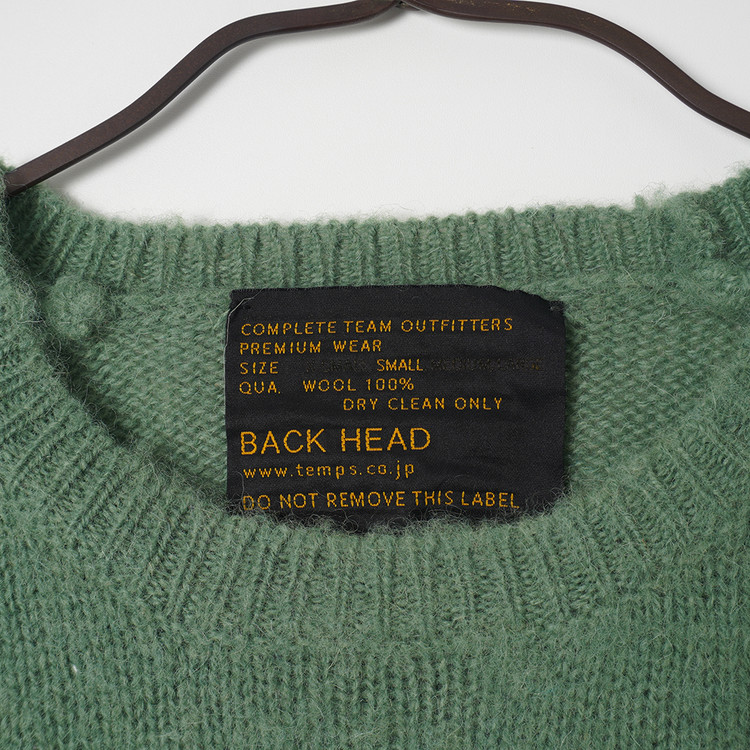 COMPLETE TEAM OUTFITTERS
PREMIUM WEAR
SIZE SMALL
QUA. WOOL 100%
DRY CLEAN ONLY
BACK HEAD
www.temps.co.jp
DO NOT REMOVE THIS LABEL